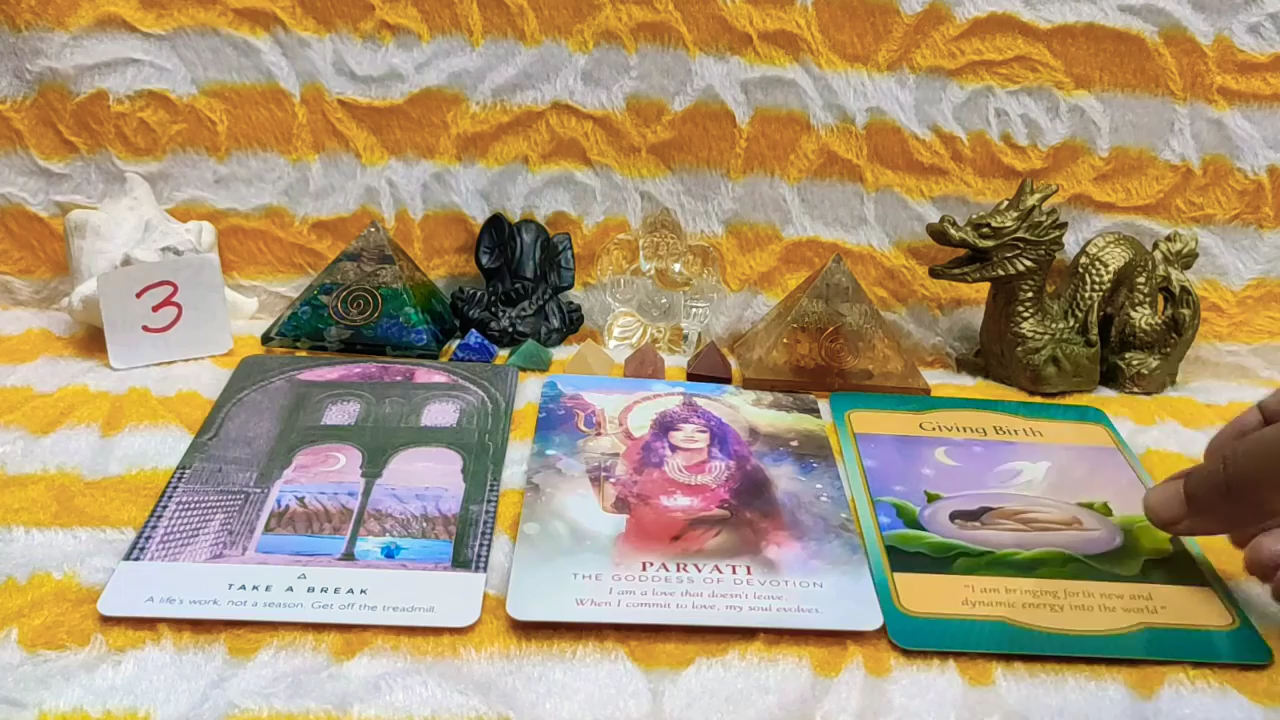 3
TAKE A BREAK
A life's work, not a season. Get off the treadmill.
PARVATI
THE GODDESS OF DEVOTION
I am a love that doesn't leave.
When I commit to love, my soul evolves.
Giving Birth
"I am bringing forth new and
dynamic energy into the world"